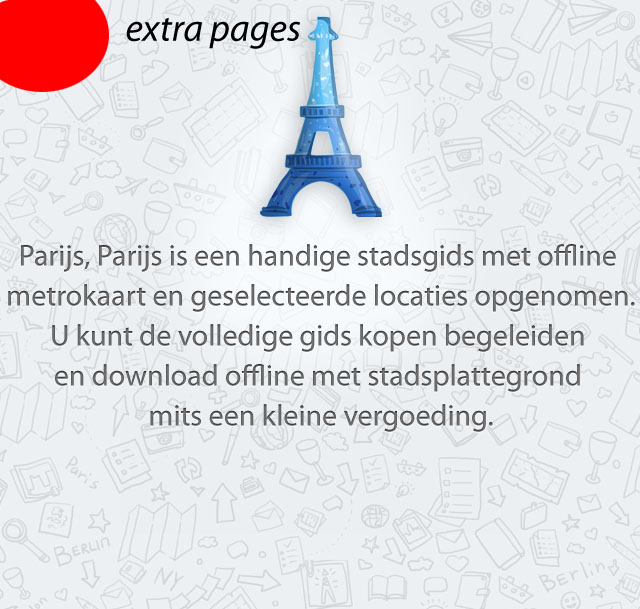 extra pages
Parijs, Parijs is een handige stadsgids met offline
metrokaart en geselecteerde locaties opgenomen.
U kunt de volledige gids kopen begeleiden
en download offline met stadsplattegrond
mits een kleine vergoeding.
Paris
Berlin
NY
Berlin